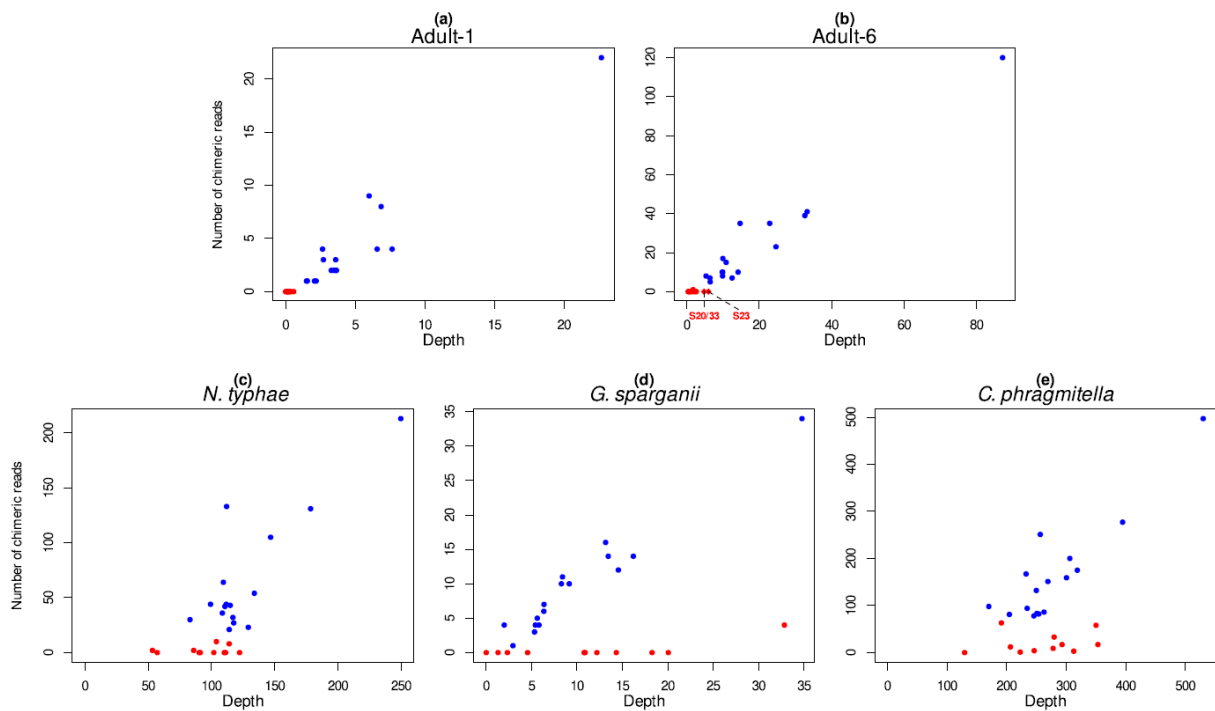 (a)
Adult-1
Number of chimeric reads
20
15
10
5
0
0 5 10 15 20
Depth
(b)
Adult-6
120
100
80
60
40
20
0
0 20 40 60 80
S20/33 S23
Depth
(c)
N. typhae
Number of chimeric reads
200
150
100
50
0
0 50 100 150 200 250
Depth
(d)
G. sparganii
35
30
25
20
15
10
5
0
0 5 10 15 20 25 30 35
Depth
(e)
C. phragmitella
500
400
300
200
100
0
0 100 200 300 400 500
Depth